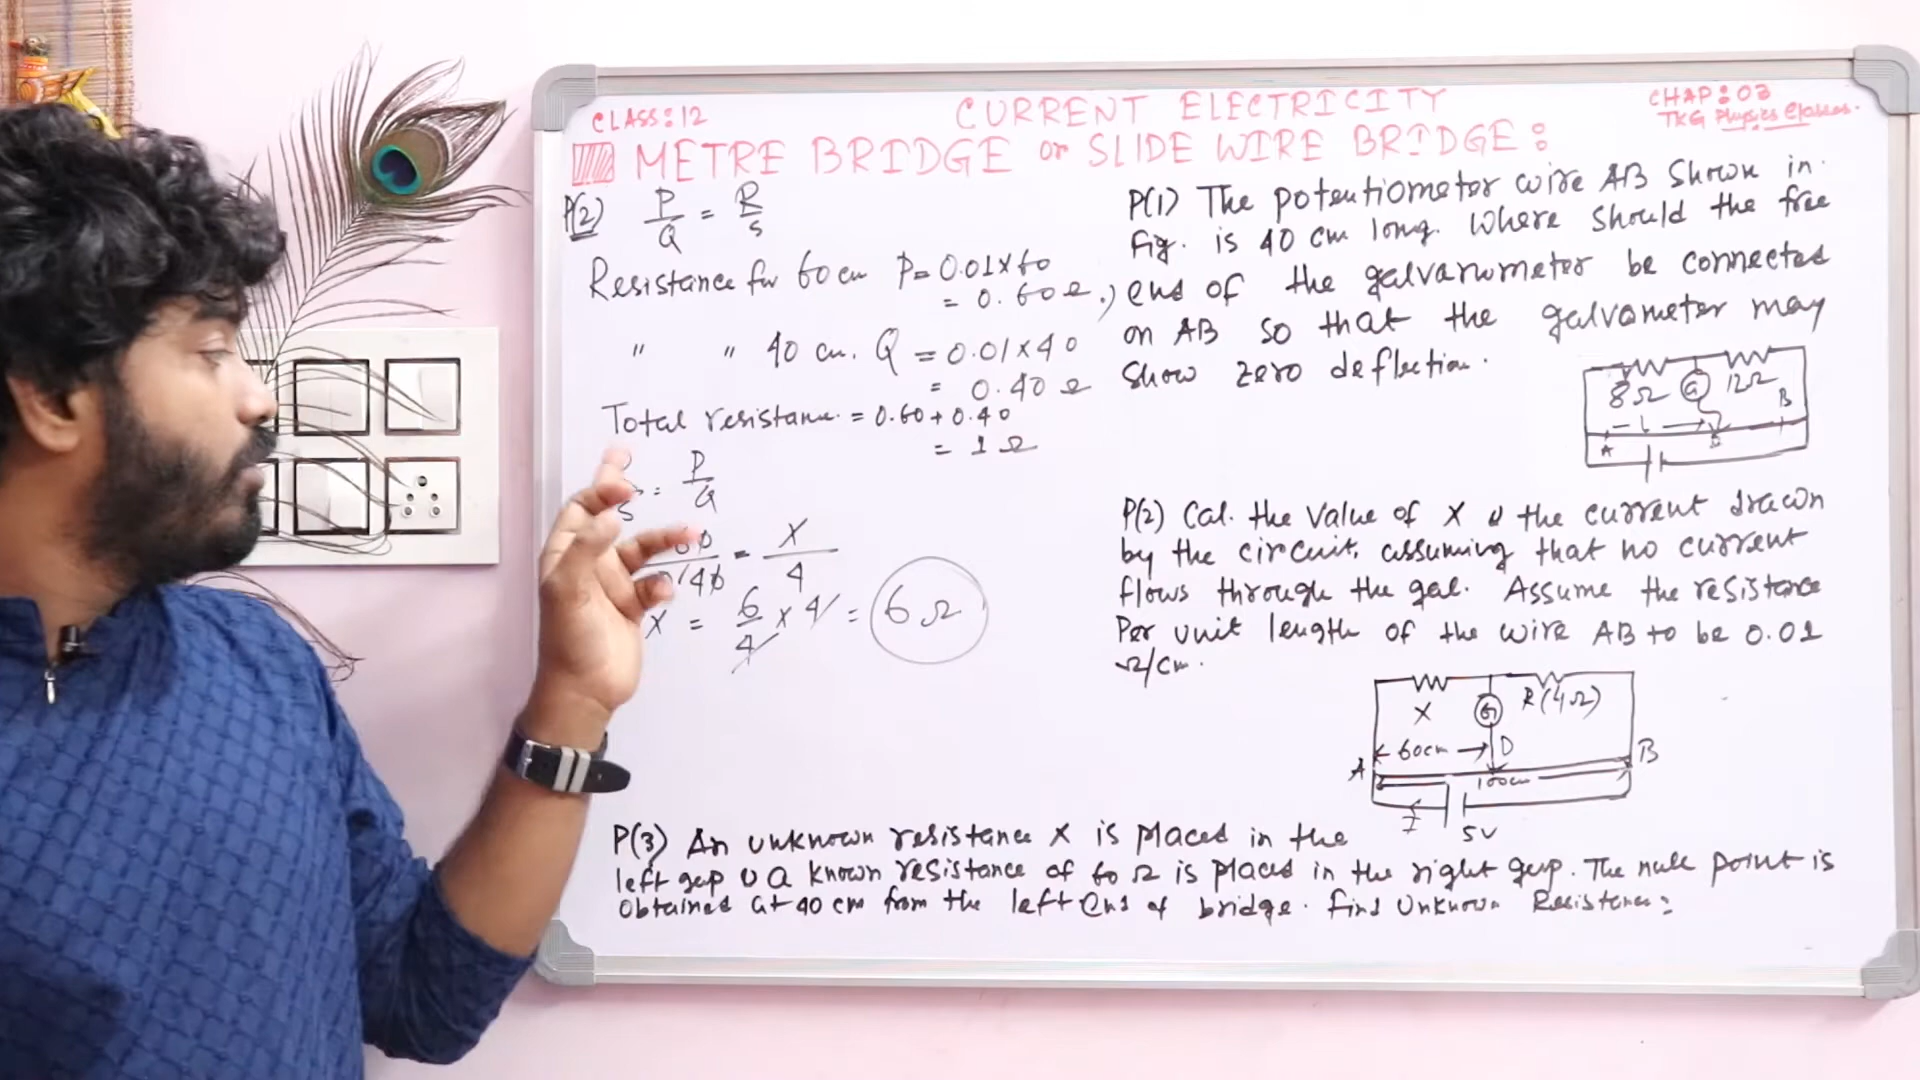 CLASS:12
CURRENT ELECTRICITY
CHAP:03
TKG Physics Classes.
METRE BRIDGE or SLIDE WIRE BRIDGE:
P(2) P/Q = R/S
Resistance for 60 cm P = 0.01×60
= 0.60 Ω.,
" " 40 cm. Q = 0.01×40
= 0.40 Ω
Total resistance. = 0.60 + 0.40
= 1 Ω
S = P/Q
40 = X/4
X = 6/4 × 4 = 6Ω
P(1) The potentiometer wire AB Shown in
fig. is 40 cm long. Where should the free
end of the galvanometer be connected
on AB so that the galvometer may
show zero deflection.
8Ω G 12Ω
L B
A
P(2) Cal. the value of X & the current drawn
by the circuit, assuming that no current
flows through the gal. Assume the resistance
Per unit length of the wire AB to be 0.01
Ω/cm.
X G R(4Ω)
60cm D B
A 100cm
I 5V
P(3) An unknown resistance X is placed in the
left gap & a known resistance of 60 Ω is placed in the right gap. The null point is
obtained at 40 cm from the left end of bridge. find Unknown Resistance: